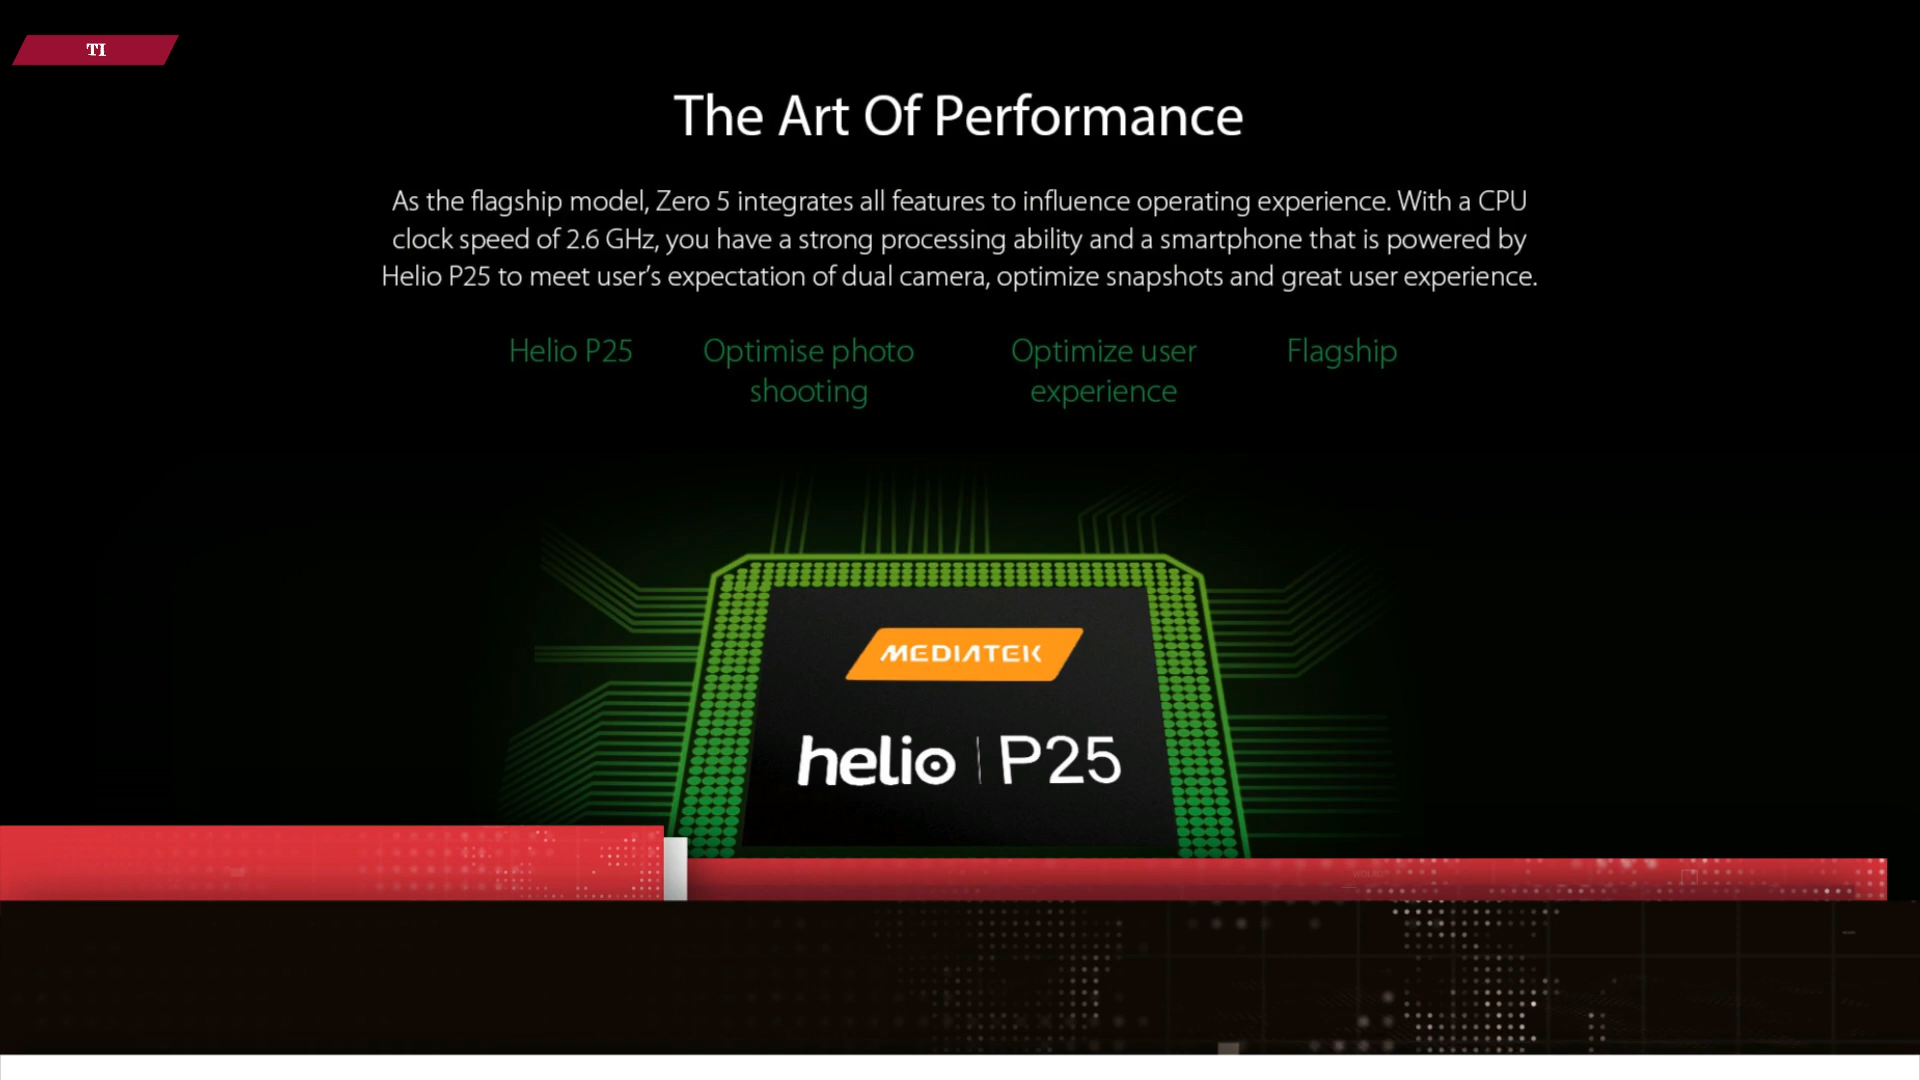 TI
The Art Of Performance
As the flagship model, Zero 5 integrates all features to influence operating experience. With a CPU
clock speed of 2.6 GHz, you have a strong processing ability and a smartphone that is powered by
Helio P25 to meet user’s expectation of dual camera, optimize snapshots and great user experience.
Helio P25 Optimise photo shooting Optimize user experience Flagship
MEDIATEK
helio P25